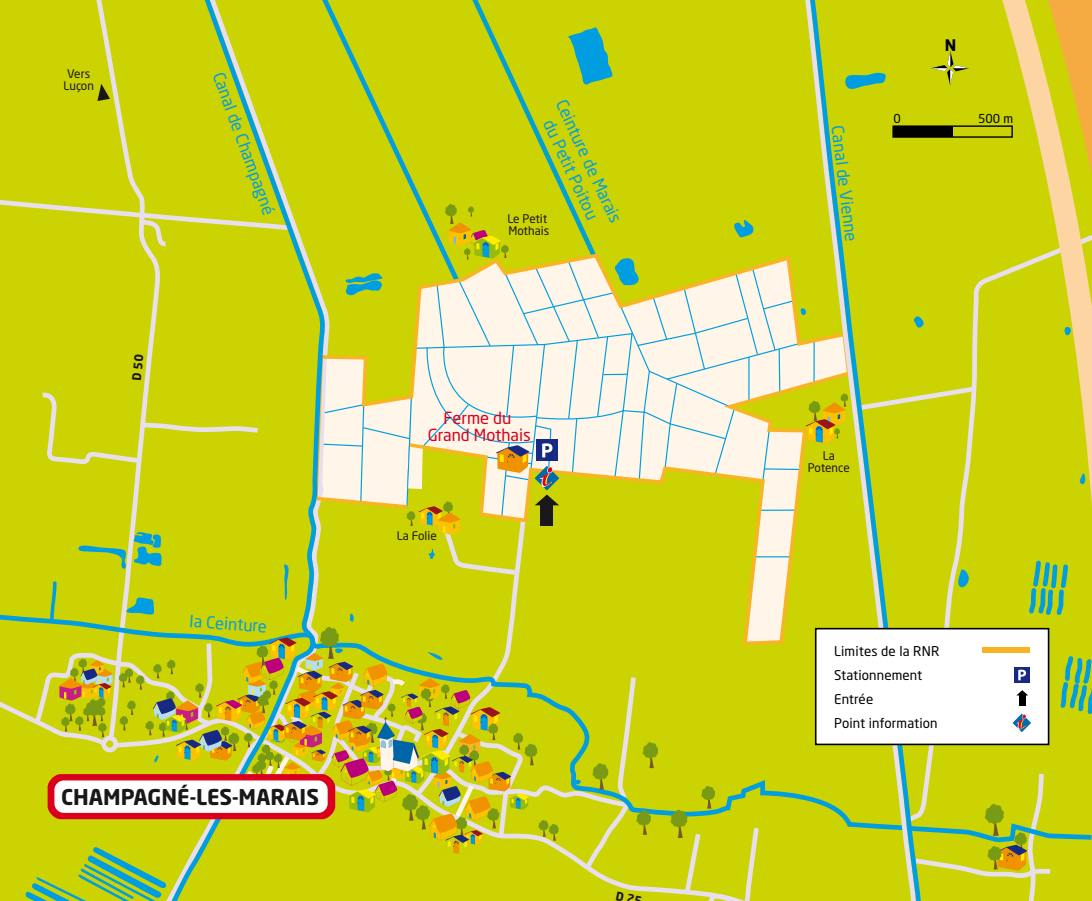 N
0 500 m
Vers
Luçon
Canal de Champagné
Ceinture de Marais
du Petit Poitou
Canal de Vienne
Le Petit
Mothais
D 50
Ferme du
Grand Mothais
P
i
La
Potence
La Folie
la Ceinture
Limites de la RNR
Stationnement P
Entrée
Point information i
CHAMPAGNÉ-LES-MARAIS
D 25